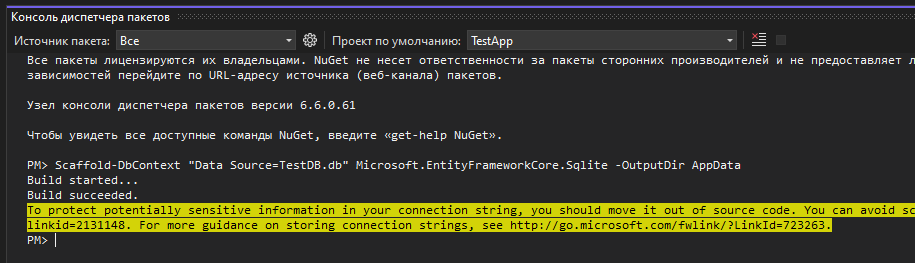 Консоль диспетчера пакетов
Источник пакета: Все Проект по умолчанию: TestApp
Все пакеты лицензируются их владельцами. NuGet не несет ответственности за пакеты сторонних производителей и не предоставляет
зависимостей перейдите по URL-адресу источника (веб-канала) пакетов.
Узел консоли диспетчера пакетов версии 6.6.0.61
Чтобы увидеть все доступные команды NuGet, введите «get-help NuGet».
PM> Scaffold-DbContext "Data Source=TestDB.db" Microsoft.EntityFrameworkCore.Sqlite -OutputDir AppData
Build started...
Build succeeded.
To protect potentially sensitive information in your connection string, you should move it out of source code. You can avoid sc
linkid=2131148. For more guidance on storing connection strings, see http://go.microsoft.com/fwlink/?LinkId=723263.
PM>